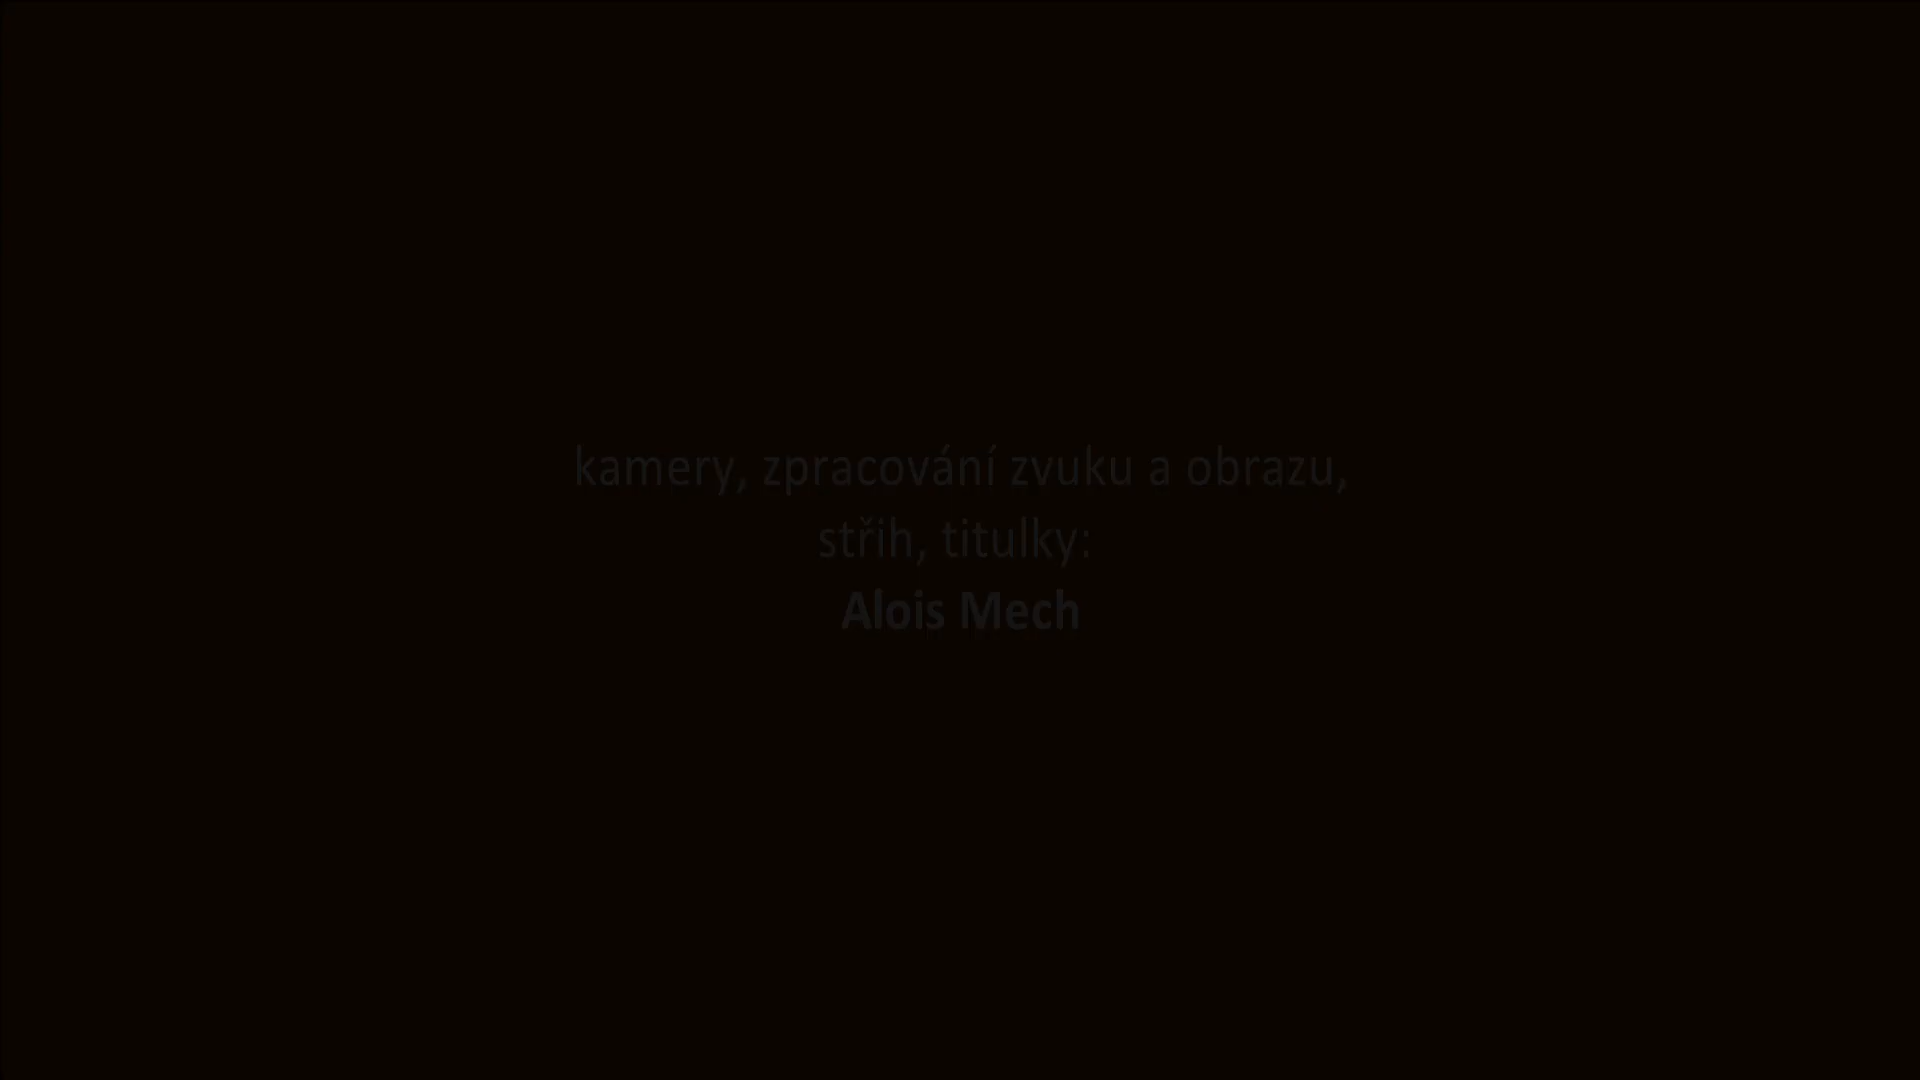 kamery, zpracování zvuku a obrazu,
střih, titulky:
Alois Mech